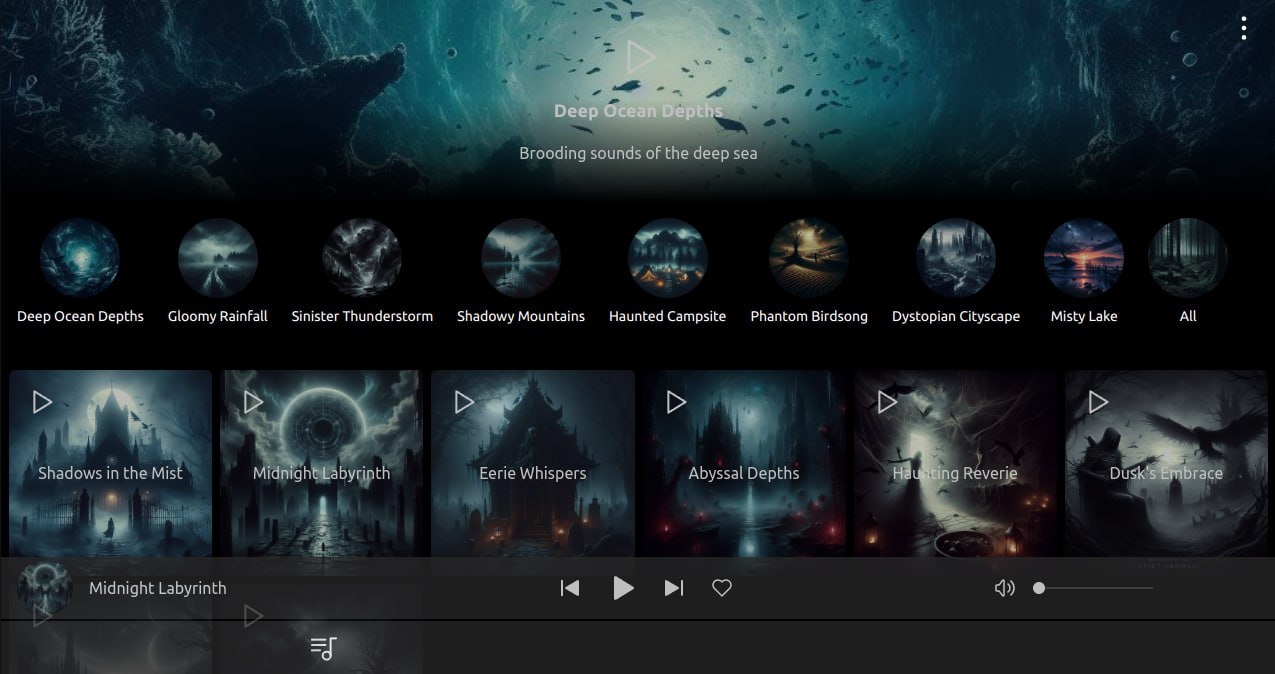 Deep Ocean Depths
Brooding sounds of the deep sea
Deep Ocean Depths
Gloomy Rainfall
Sinister Thunderstorm
Shadowy Mountains
Haunted Campsite
Phantom Birdsong
Dystopian Cityscape
Misty Lake
All
Shadows in the Mist
Midnight Labyrinth
Eerie Whispers
Abyssal Depths
Haunting Reverie
Dusk's Embrace
Midnight Labyrinth